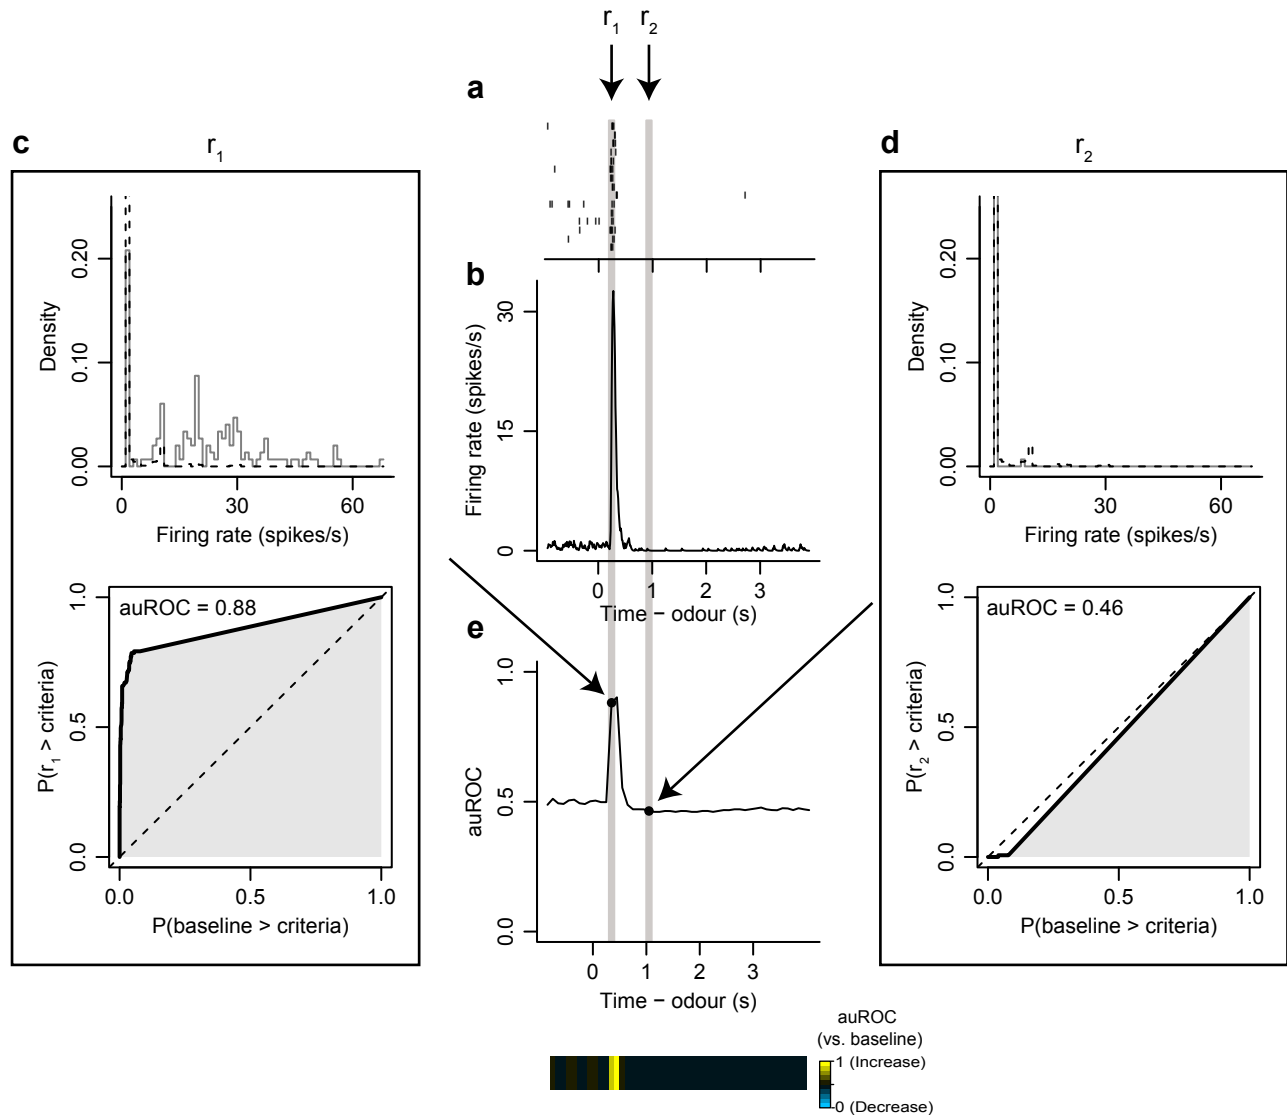 r1
r2
a
c
r1
Density
0.00
0.10
0.20
0
30
60
Firing rate (spikes/s)
auROC = 0.88
P(r1 > criteria)
0.0
0.5
1.0
0.0
0.5
1.0
P(baseline > criteria)
b
Firing rate (spikes/s)
0
15
30
0
1
2
3
Time − odour (s)
e
auROC
0.0
0.5
1.0
0
1
2
3
Time − odour (s)
auROC
(vs. baseline)
1 (Increase)
0 (Decrease)
d
r2
Density
0.00
0.10
0.20
0
30
60
Firing rate (spikes/s)
auROC = 0.46
P(r2 > criteria)
0.0
0.5
1.0
0.0
0.5
1.0
P(baseline > criteria)